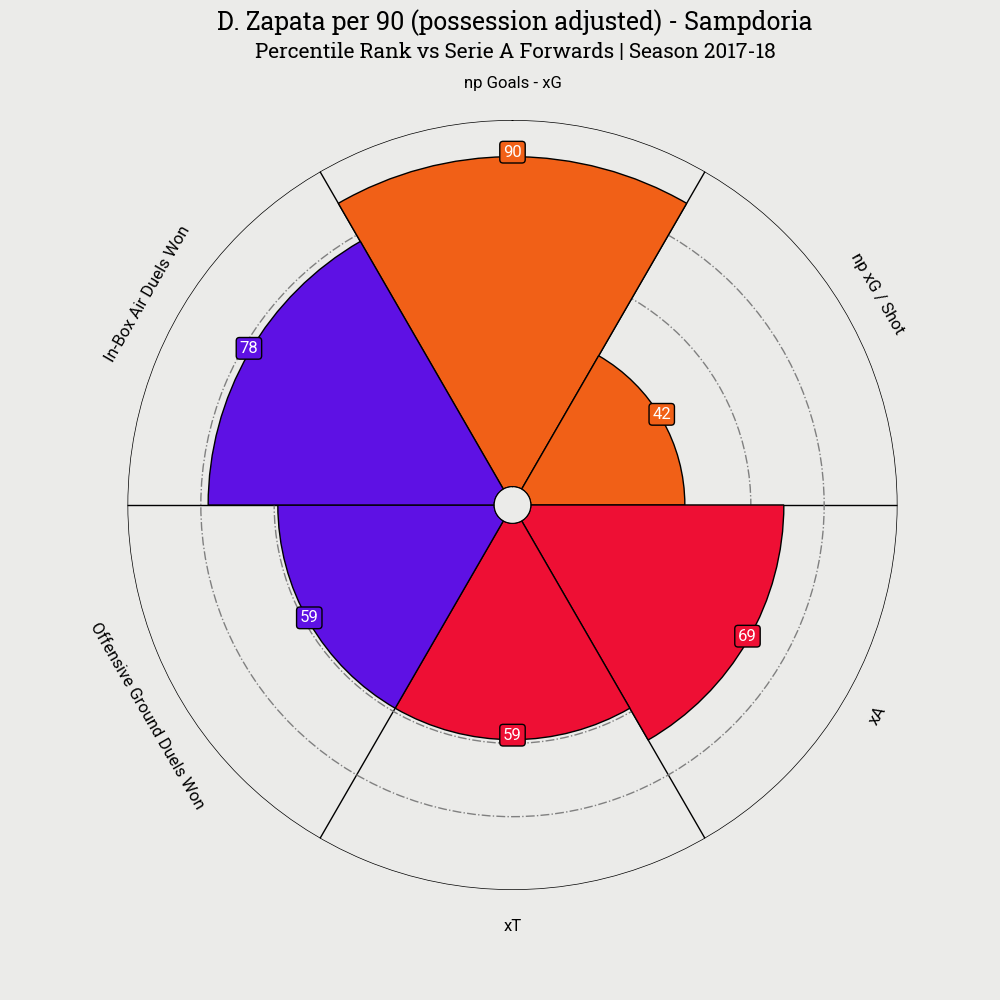 D. Zapata per 90 (possession adjusted) - Sampdoria
Percentile Rank vs Serie A Forwards | Season 2017-18
np Goals - xG
90
np xG / Shot
42
xA
69
xT
59
Offensive Ground Duels Won
59
In-Box Air Duels Won
78